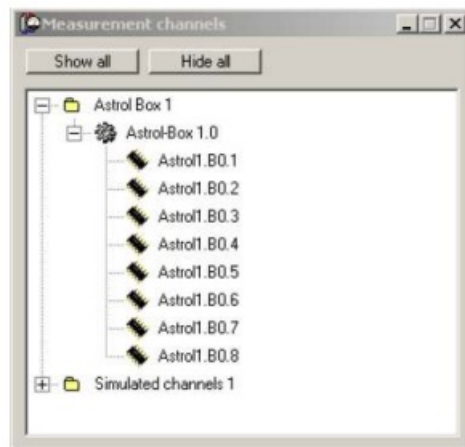 Measurement channels
Show all Hide all
Astrol Box 1
Astrol-Box 1.0
Astrol1.B0.1
Astrol1.B0.2
Astrol1.B0.3
Astrol1.B0.4
Astrol1.B0.5
Astrol1.B0.6
Astrol1.B0.7
Astrol1.B0.8
Simulated channels 1